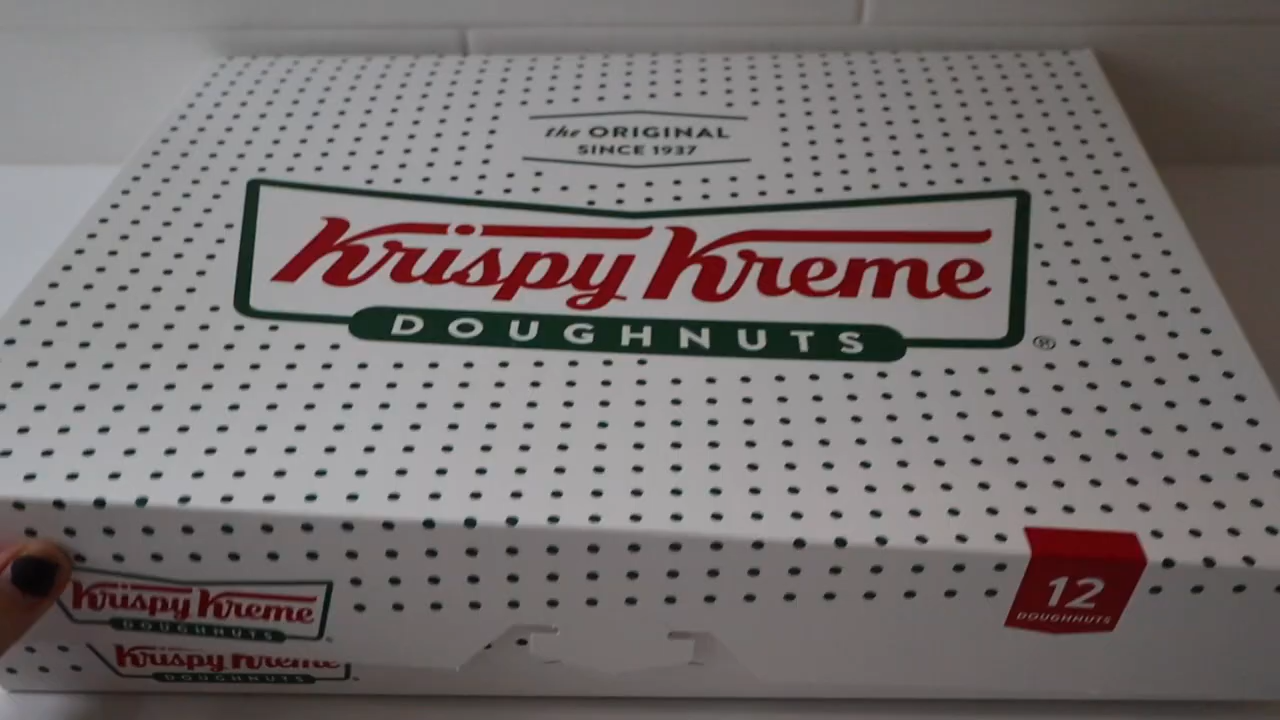 the ORIGINAL
SINCE 1937
Krispy Kreme
DOUGHNUTS
®
12
DOUGHNUTS
Krispy Kreme
DOUGHNUTS
Krispy Kreme
DOUGHNUTS